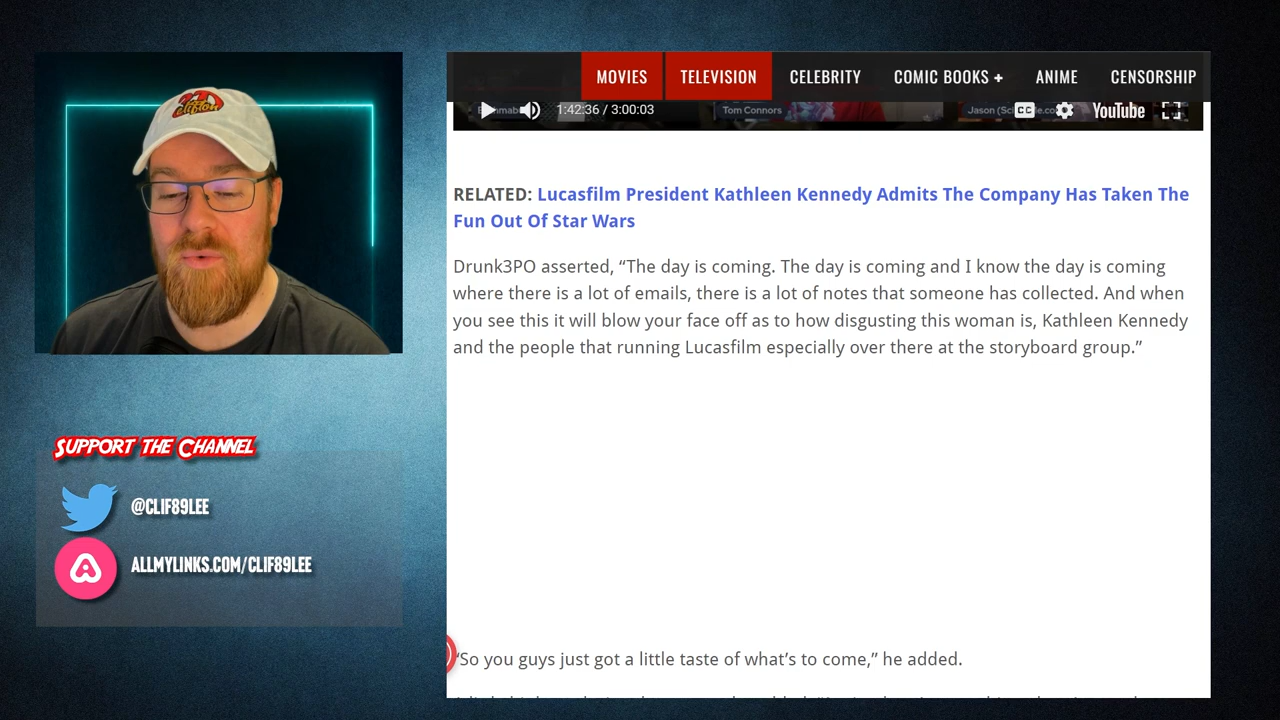 MOVIES TELEVISION CELEBRITY COMIC BOOKS + ANIME CENSORSHIP
1:42:36 / 3:00:03 Tom Connors CC YouTube
RELATED: Lucasfilm President Kathleen Kennedy Admits The Company Has Taken The
Fun Out Of Star Wars
Drunk3PO asserted, “The day is coming. The day is coming and I know the day is coming
where there is a lot of emails, there is a lot of notes that someone has collected. And when
you see this it will blow your face off as to how disgusting this woman is, Kathleen Kennedy
and the people that running Lucasfilm especially over there at the storyboard group.”
“So you guys just got a little taste of what’s to come,” he added.
SUPPORT THE CHANNEL
@CLIF89LEE
ALLMYLINKS.COM/CLIF89LEE